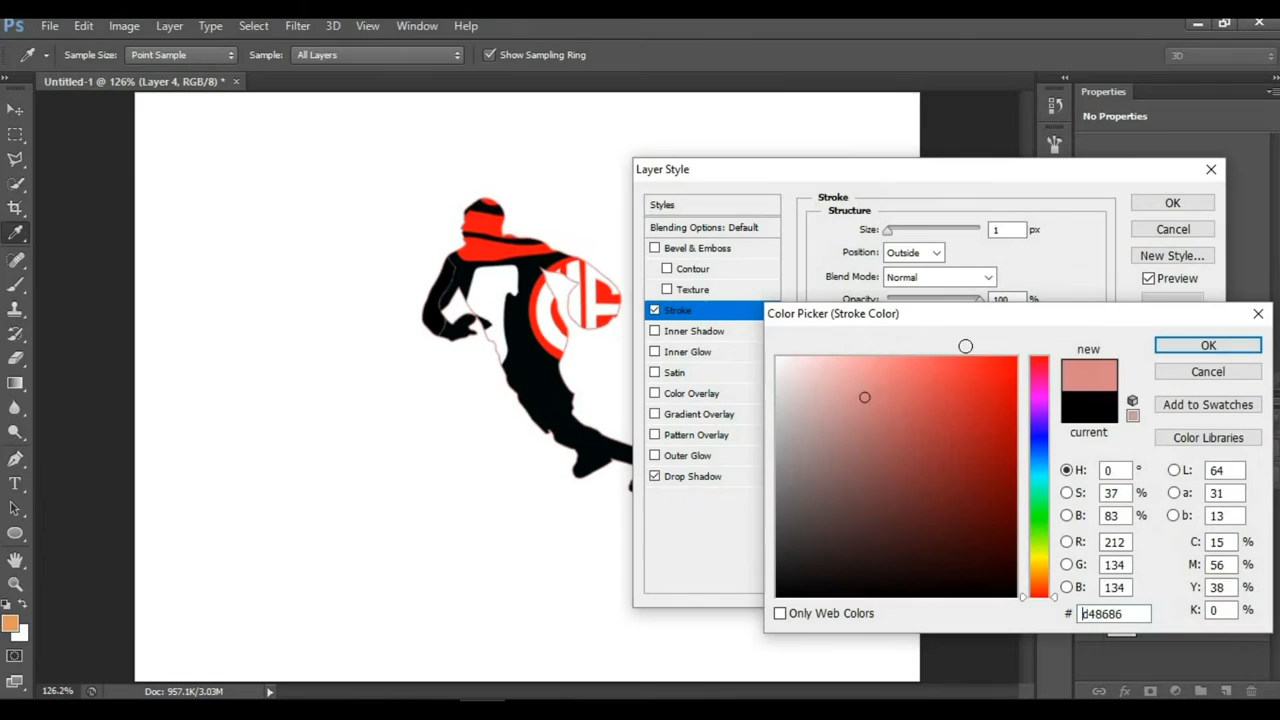 Ps File Edit Image Layer Type Select Filter 3D View Window Help
Sample Size: Point Sample Sample: All Layers Show Sampling Ring 3D
Untitled-1 @ 126% (Layer 4, RGB/8) * ×
Properties
No Properties
Layer Style
Styles
Blending Options: Default
Bevel & Emboss
Contour
Texture
Stroke
Inner Shadow
Inner Glow
Satin
Color Overlay
Gradient Overlay
Pattern Overlay
Outer Glow
Drop Shadow
Stroke
Structure
Size: 1 px
Position: Outside
Blend Mode: Normal
Opacity: 100 %
OK
Cancel
New Style...
Preview
Color Picker (Stroke Color)
new
current
OK
Cancel
Add to Swatches
Color Libraries
H: 0 ° L: 64
S: 37 % a: 31
B: 83 % b: 13
R: 212 C: 15 %
G: 134 M: 56 %
B: 134 Y: 38 %
# d48686 K: 0 %
Only Web Colors
126.2% Doc: 957.1K/3.03M
fx